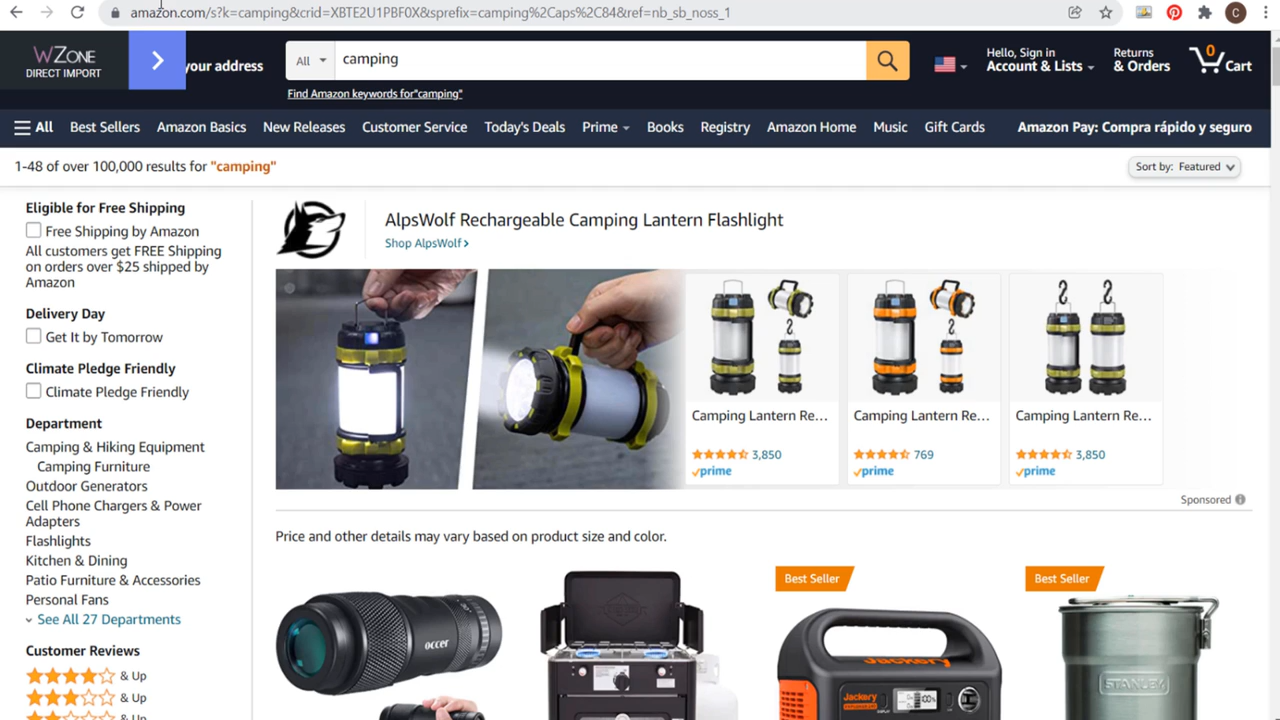 amazon.com/s?k=camping&crid=XBTE2U1PBF0X&sprefix=camping%2Caps%2C84&ref=nb_sb_noss_1
C
WZONE
DIRECT IMPORT
your address
All
camping
Find Amazon keywords for"camping"
Hello, Sign in
Account & Lists
Returns
& Orders
0
Cart
All
Best Sellers
Amazon Basics
New Releases
Customer Service
Today's Deals
Prime
Books
Registry
Amazon Home
Music
Gift Cards
Amazon Pay: Compra rápido y seguro
1-48 of over 100,000 results for "camping"
Sort by: Featured
Eligible for Free Shipping
Free Shipping by Amazon
All customers get FREE Shipping
on orders over $25 shipped by
Amazon
Delivery Day
Get It by Tomorrow
Climate Pledge Friendly
Climate Pledge Friendly
Department
Camping & Hiking Equipment
Camping Furniture
Outdoor Generators
Cell Phone Chargers & Power
Adapters
Flashlights
Kitchen & Dining
Patio Furniture & Accessories
Personal Fans
See All 27 Departments
Customer Reviews
& Up
& Up
& Up
AlpsWolf Rechargeable Camping Lantern Flashlight
Shop AlpsWolf
Camping Lantern Re...
3,850
prime
Camping Lantern Re...
769
prime
Camping Lantern Re...
3,850
prime
Sponsored
Price and other details may vary based on product size and color.
occer
Best Seller
Jackery
Jackery
100%
Best Seller
STANLEY